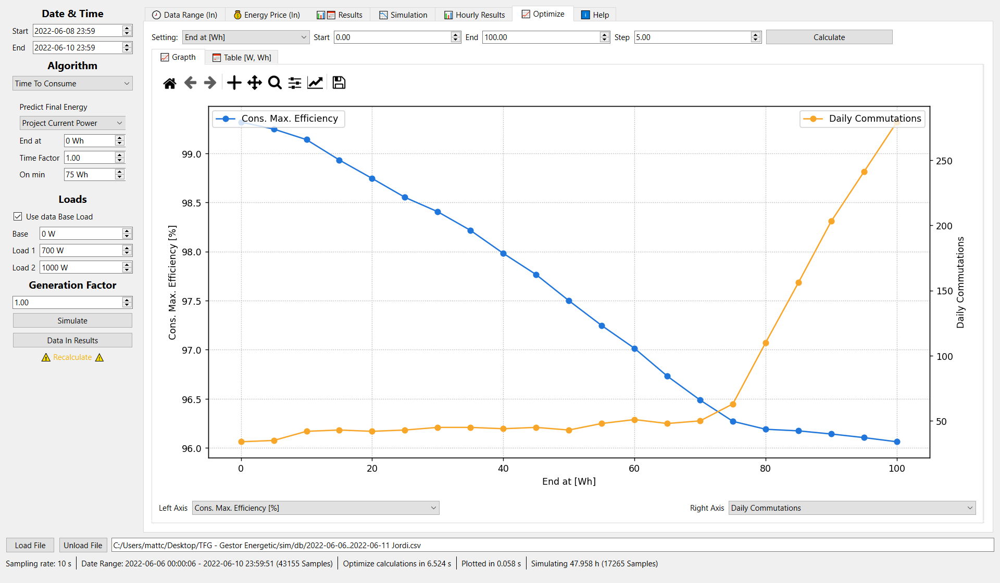 Date & Time
Start 2022-06-08 23:59
End 2022-06-10 23:59
Algorithm
Time To Consume
Predict Final Energy
Project Current Power
End at 0 Wh
Time Factor 1.00
On min 75 Wh
Loads
Use data Base Load
Base 0 W
Load 1 700 W
Load 2 1000 W
Generation Factor
1.00
Simulate
Data In Results
Recalculate
Data Range (In) Energy Price (In) Results Simulation Hourly Results Optimize Help
Setting: End at [Wh] Start 0.00 End 100.00 Step 5.00 Calculate
Grapth Table [W, Wh]
Cons. Max. Efficiency
Daily Commutations
Cons. Max. Efficiency [%]
99.0
98.5
98.0
97.5
97.0
96.5
96.0
250
200
150
100
50
Daily Commutations
0 20 40 60 80 100
End at [Wh]
Left Axis Cons. Max. Efficiency [%] Right Axis Daily Commutations
Load File Unload File C:/Users/mattc/Desktop/TFG - Gestor Energetic/sim/db/2022-06-06..2022-06-11 Jordi.csv
Sampling rate: 10 s Date Range: 2022-06-06 00:00:06 - 2022-06-10 23:59:51 (43155 Samples) Optimize calculations in 6.524 s Plotted in 0.058 s Simulating 47.958 h (17265 Samples)